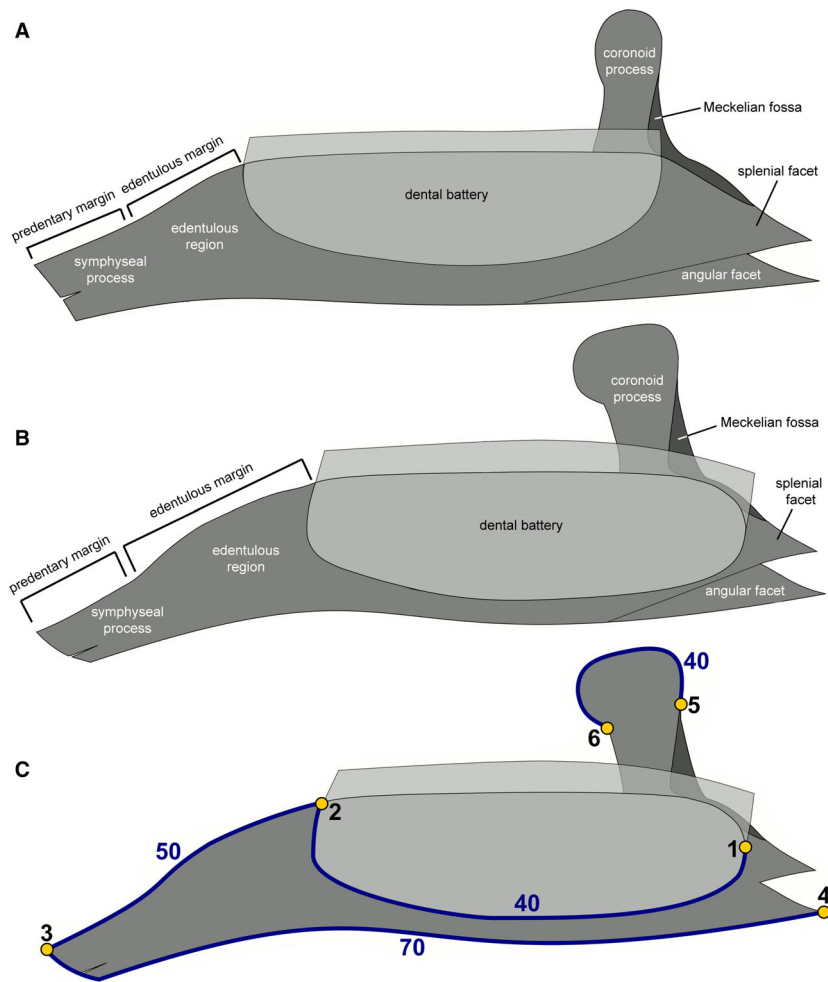 A
coronoid
process
Meckelian fossa
splenial facet
predentary margin
edentulous margin
dental battery
edentulous
region
symphyseal
process
angular facet
B
coronoid
process
Meckelian fossa
splenial
facet
predentary margin
edentulous margin
dental battery
edentulous
region
symphyseal
process
angular facet
C
40
5
6
2
50
1
40
4
3
70